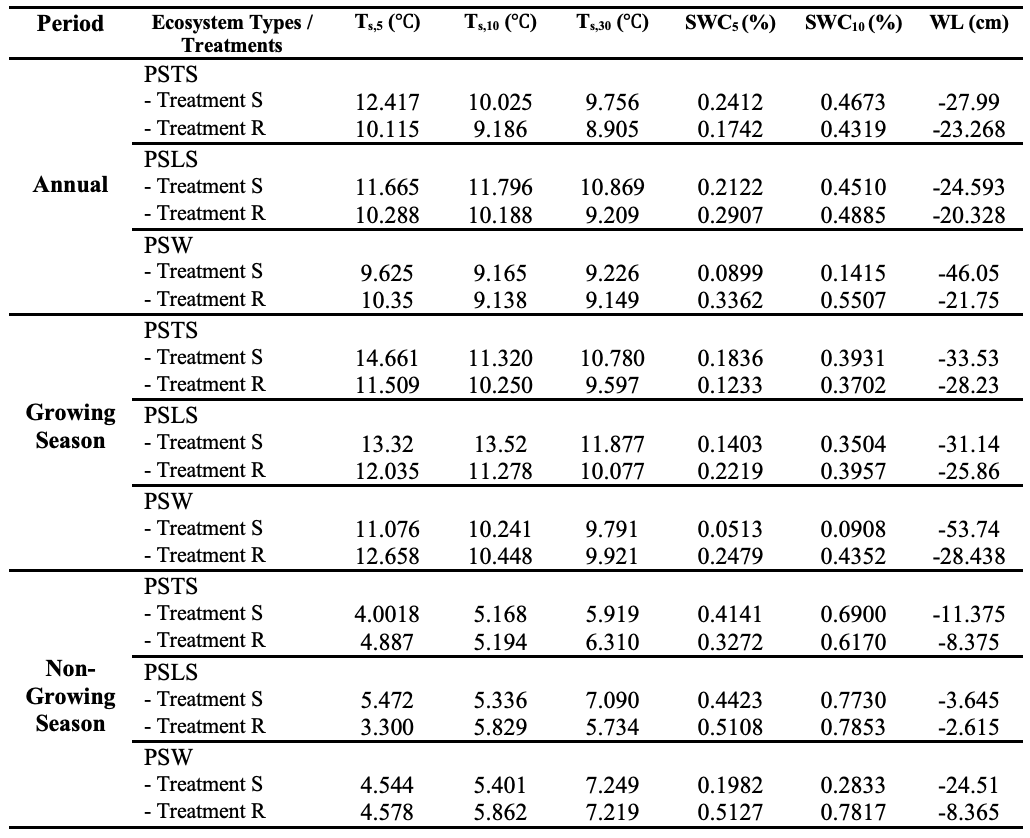 Period Ecosystem Types / Treatments Ts,5 (℃) Ts,10 (℃) Ts,30 (℃) SWC5 (%) SWC10 (%) WL (cm)
Annual
PSTS
- Treatment S 12.417 10.025 9.756 0.2412 0.4673 -27.99
- Treatment R 10.115 9.186 8.905 0.1742 0.4319 -23.268
PSLS
- Treatment S 11.665 11.796 10.869 0.2122 0.4510 -24.593
- Treatment R 10.288 10.188 9.209 0.2907 0.4885 -20.328
PSW
- Treatment S 9.625 9.165 9.226 0.0899 0.1415 -46.05
- Treatment R 10.35 9.138 9.149 0.3362 0.5507 -21.75
Growing
Season
PSTS
- Treatment S 14.661 11.320 10.780 0.1836 0.3931 -33.53
- Treatment R 11.509 10.250 9.597 0.1233 0.3702 -28.23
PSLS
- Treatment S 13.32 13.52 11.877 0.1403 0.3504 -31.14
- Treatment R 12.035 11.278 10.077 0.2219 0.3957 -25.86
PSW
- Treatment S 11.076 10.241 9.791 0.0513 0.0908 -53.74
- Treatment R 12.658 10.448 9.921 0.2479 0.4352 -28.438
Non-
Growing
Season
PSTS
- Treatment S 4.0018 5.168 5.919 0.4141 0.6900 -11.375
- Treatment R 4.887 5.194 6.310 0.3272 0.6170 -8.375
PSLS
- Treatment S 5.472 5.336 7.090 0.4423 0.7730 -3.645
- Treatment R 3.300 5.829 5.734 0.5108 0.7853 -2.615
PSW
- Treatment S 4.544 5.401 7.249 0.1982 0.2833 -24.51
- Treatment R 4.578 5.862 7.219 0.5127 0.7817 -8.365